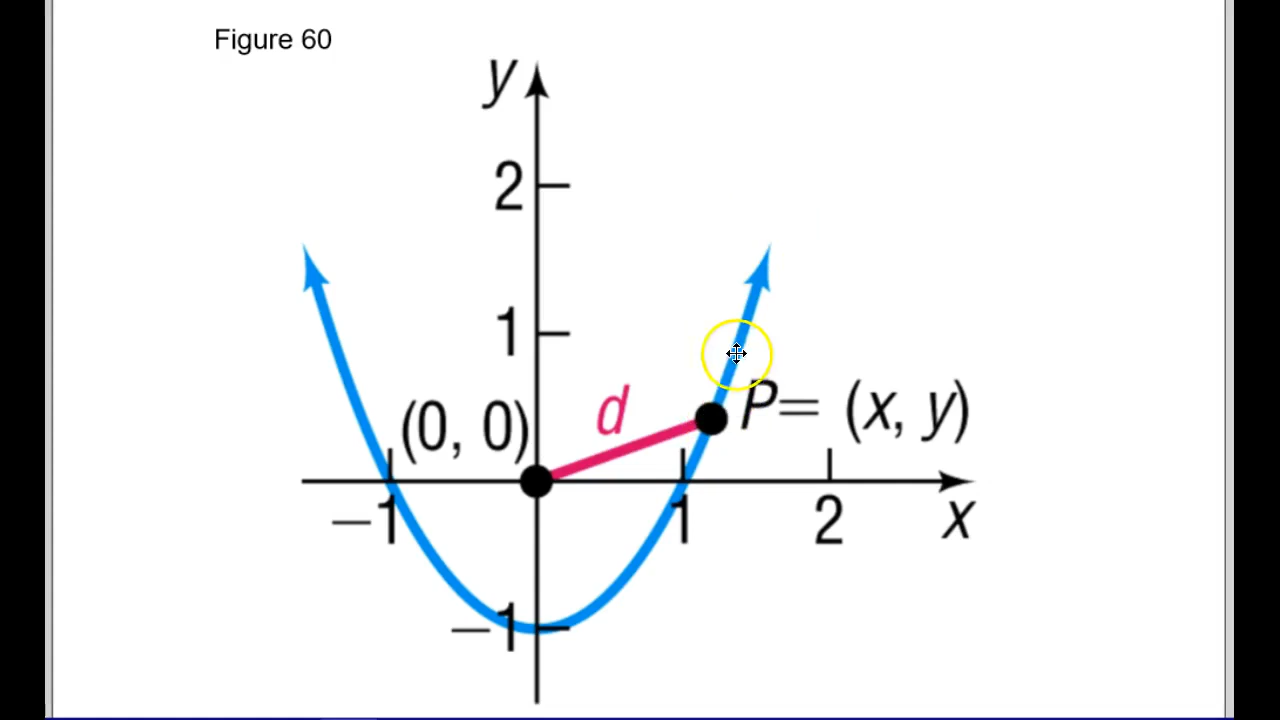 Figure 60
y
2
1
(0, 0)
d
P= (x, y)
−1
1
2
x
−1